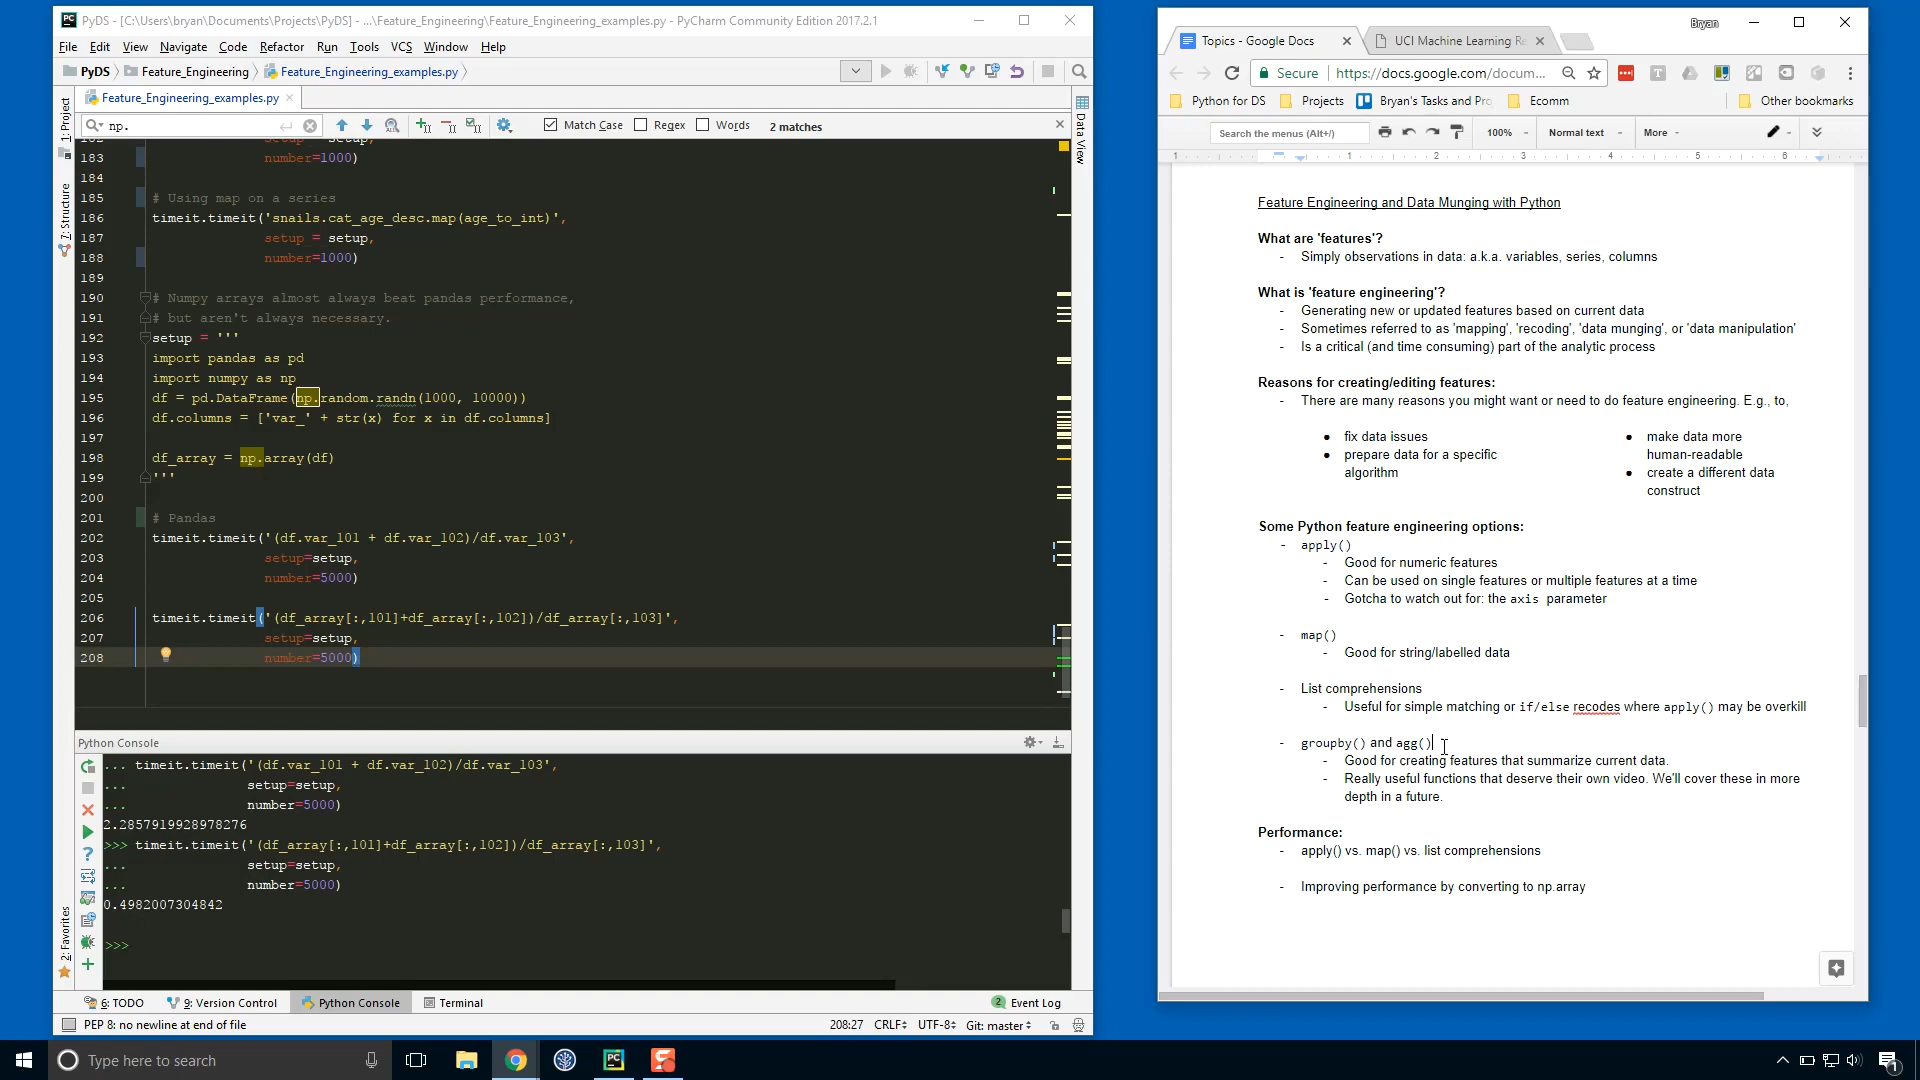 PyDS - [C:\Users\bryan\Documents\Projects\PyDS] - ...\Feature_Engineering\Feature_Engineering_examples.py - PyCharm Community Edition 2017.2.1
File Edit View Navigate Code Refactor Run Tools VCS Window Help
PyDS Feature_Engineering Feature_Engineering_examples.py
Feature_Engineering_examples.py
np. Match Case Regex Words 2 matches
1: Project
7: Structure
2: Favorites
Data View
183 number=1000)
184
185 # Using map on a series
186 timeit.timeit('snails.cat_age_desc.map(age_to_int)',
187 setup = setup,
188 number=1000)
189
190 # Numpy arrays almost always beat pandas performance,
191 # but aren't always necessary.
192 setup = '''
193 import pandas as pd
194 import numpy as np
195 df = pd.DataFrame(np.random.randn(1000, 10000))
196 df.columns = ['var_' + str(x) for x in df.columns]
197
198 df_array = np.array(df)
199 '''
200
201 # Pandas
202 timeit.timeit('(df.var_101 + df.var_102)/df.var_103',
203 setup=setup,
204 number=5000)
205
206 timeit.timeit('(df_array[:,101]+df_array[:,102])/df_array[:,103]',
207 setup=setup,
208 number=5000)
Python Console
... timeit.timeit('(df.var_101 + df.var_102)/df.var_103',
... setup=setup,
... number=5000)
2.2857919928978276
>>> timeit.timeit('(df_array[:,101]+df_array[:,102])/df_array[:,103]',
... setup=setup,
... number=5000)
0.4982007304842
>>>
6: TODO 9: Version Control Python Console Terminal 2 Event Log
PEP 8: no newline at end of file 208:27 CRLF UTF-8 Git: master
Bryan
Topics - Google Docs UCI Machine Learning Re
Secure https://docs.google.com/docum...
Python for DS Projects Bryan's Tasks and Pro Ecomm Other bookmarks
Search the menus (Alt+/) 100% Normal text More
1 1 2 3 4 5 6
Feature Engineering and Data Munging with Python
What are 'features'?
- Simply observations in data: a.k.a. variables, series, columns
What is 'feature engineering'?
- Generating new or updated features based on current data
- Sometimes referred to as 'mapping', 'recoding', 'data munging', or 'data manipulation'
- Is a critical (and time consuming) part of the analytic process
Reasons for creating/editing features:
- There are many reasons you might want or need to do feature engineering. E.g., to,
● fix data issues
● prepare data for a specific
algorithm
● make data more
human-readable
● create a different data
construct
Some Python feature engineering options:
- apply()
- Good for numeric features
- Can be used on single features or multiple features at a time
- Gotcha to watch out for: the axis parameter
- map()
- Good for string/labelled data
- List comprehensions
- Useful for simple matching or if/else recodes where apply() may be overkill
- groupby() and agg()
- Good for creating features that summarize current data.
- Really useful functions that deserve their own video. We'll cover these in more
depth in a future.
Performance:
- apply() vs. map() vs. list comprehensions
- Improving performance by converting to np.array
Type here to search